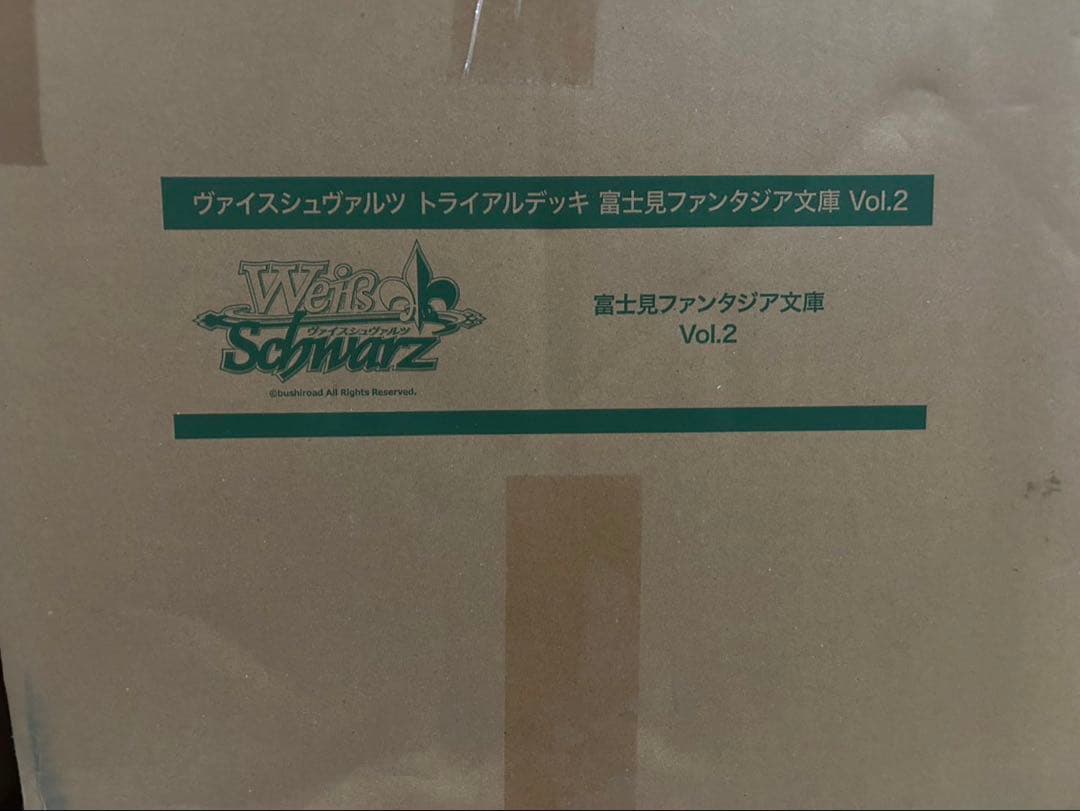 ヴァイスシュヴァルツ トライアルデッキ 富士見ファンタジア文庫 Vol.2
Weiß
ヴァイスシュヴァルツ
Schwarz
©bushiroad All Rights Reserved.
富士見ファンタジア文庫
Vol.2